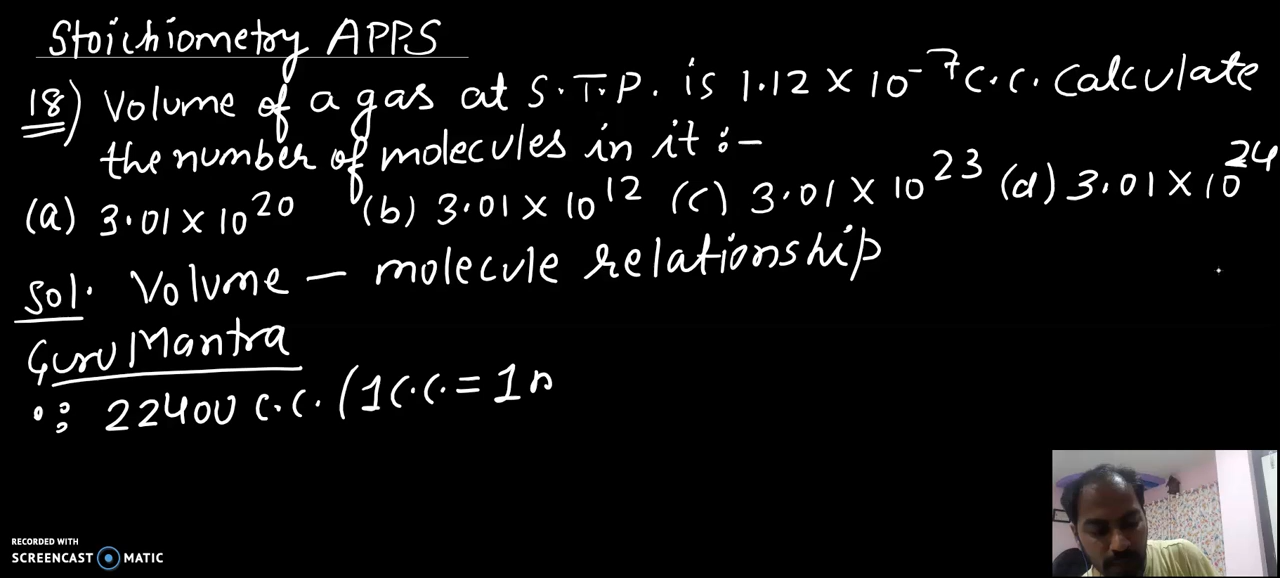 Stoichiometry APPS
18) Volume of a gas at S.T.P. is 1.12 × 10⁻⁷ c.c. calculate
the number of molecules in it :-
(a) 3.01 × 10²⁰ (b) 3.01 × 10¹² (c) 3.01 × 10²³ (d) 3.01 × 10²⁴
Sol. Volume – molecule relationship
Guru Mantra
∵ 22400 c.c. (1 c.c. = 1
RECORDED WITH
SCREENCAST MATIC